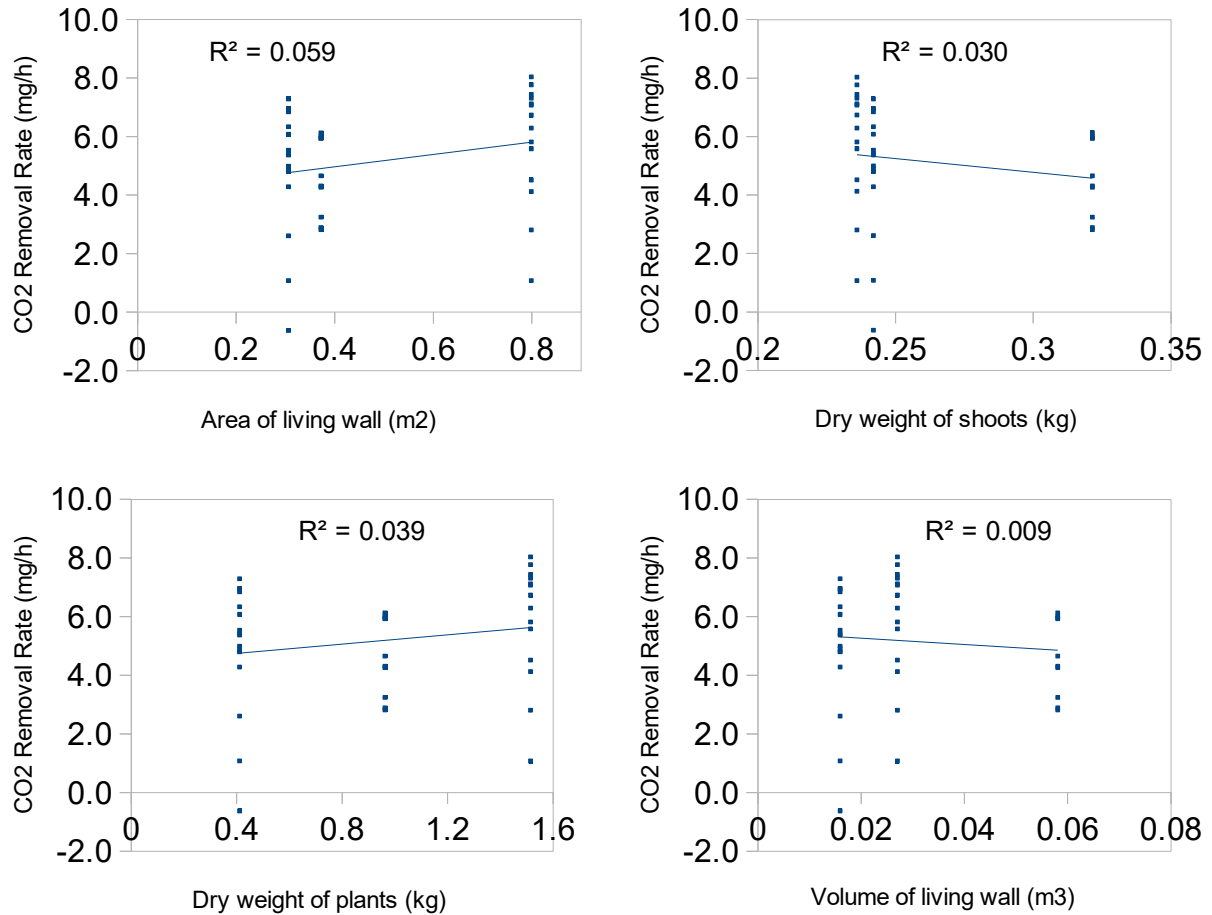 CO2 Removal Rate (mg/h)
10.0
8.0
6.0
4.0
2.0
0.0
-2.0
R² = 0.059
0 0.2 0.4 0.6 0.8
Area of living wall (m2)
CO2 Removal Rate (mg/h)
10.0
8.0
6.0
4.0
2.0
0.0
-2.0
R² = 0.030
0.2 0.25 0.3 0.35
Dry weight of shoots (kg)
CO2 Removal Rate (mg/h)
10.0
8.0
6.0
4.0
2.0
0.0
-2.0
R² = 0.039
0 0.4 0.8 1.2 1.6
Dry weight of plants (kg)
CO2 Removal Rate (mg/h)
10.0
8.0
6.0
4.0
2.0
0.0
-2.0
R² = 0.009
0 0.02 0.04 0.06 0.08
Volume of living wall (m3)